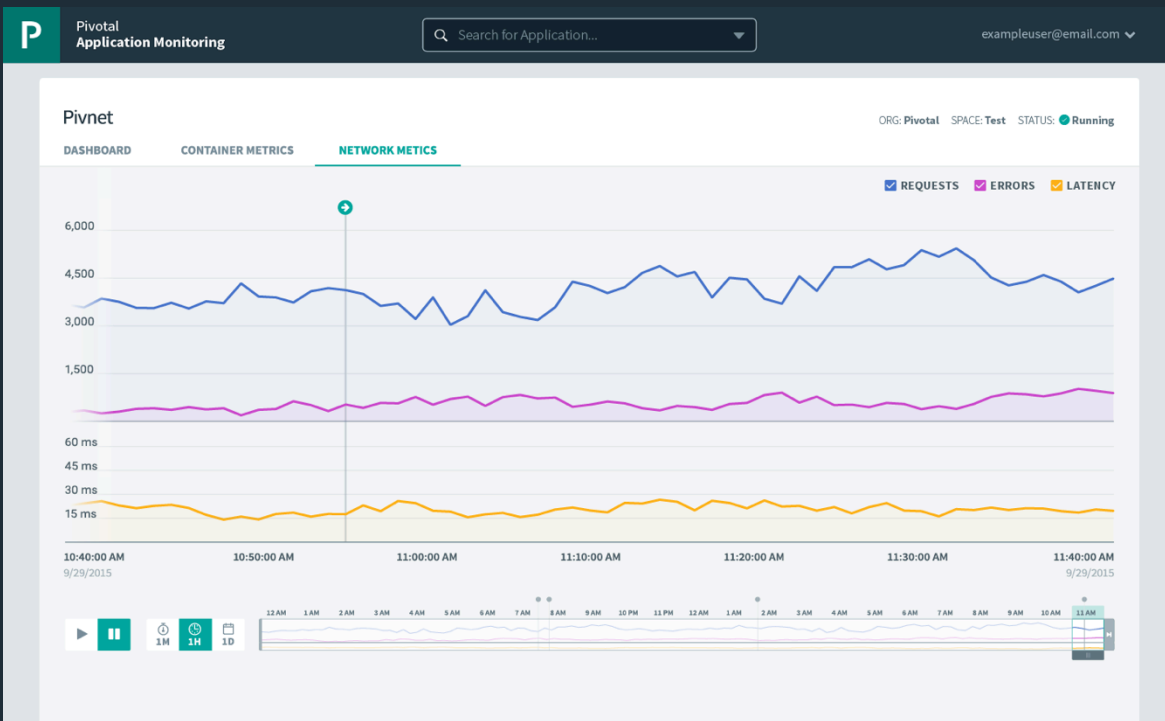 P
Pivotal
Application Monitoring
Search for Application...
exampleuser@email.com
Pivnet
ORG: Pivotal SPACE: Test STATUS: Running
DASHBOARD CONTAINER METRICS NETWORK METICS
REQUESTS ERRORS LATENCY
6,000
4,500
3,000
1,500
60 ms
45 ms
30 ms
15 ms
10:40:00 AM 10:50:00 AM 11:00:00 AM 11:10:00 AM 11:20:00 AM 11:30:00 AM 11:40:00 AM
9/29/2015 9/29/2015
12 AM 1 AM 2 AM 3 AM 4 AM 5 AM 6 AM 7 AM 8 AM 9 AM 10 PM 11 PM 12 AM 1 AM 2 AM 3 AM 4 AM 5 AM 6 AM 7 AM 8 AM 9 AM 10 AM 11 AM
1M 1H 1D